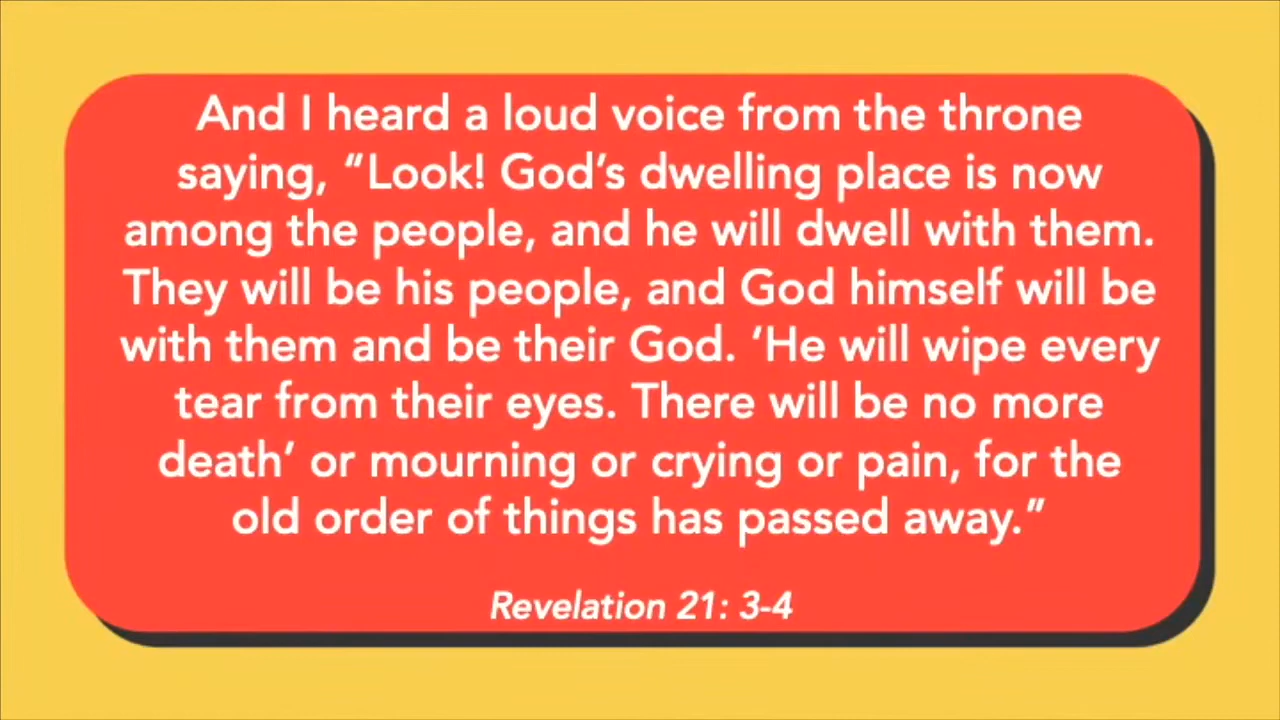 And I heard a loud voice from the throne
saying, “Look! God’s dwelling place is now
among the people, and he will dwell with them.
They will be his people, and God himself will be
with them and be their God. ‘He will wipe every
tear from their eyes. There will be no more
death’ or mourning or crying or pain, for the
old order of things has passed away.”
Revelation 21: 3-4